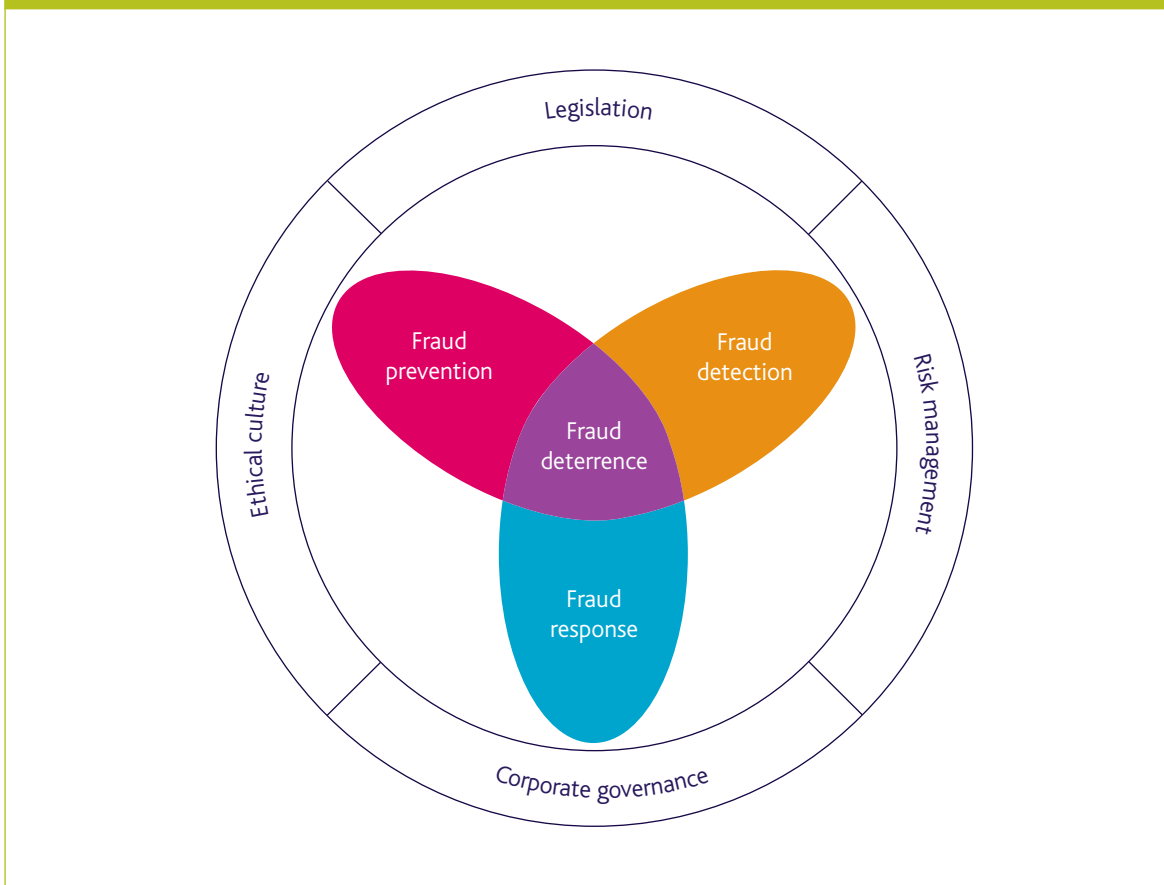 Legislation
Fraud
prevention
Fraud
detection
Fraud
deterrence
Ethical culture
Risk management
Fraud
response
Corporate governance